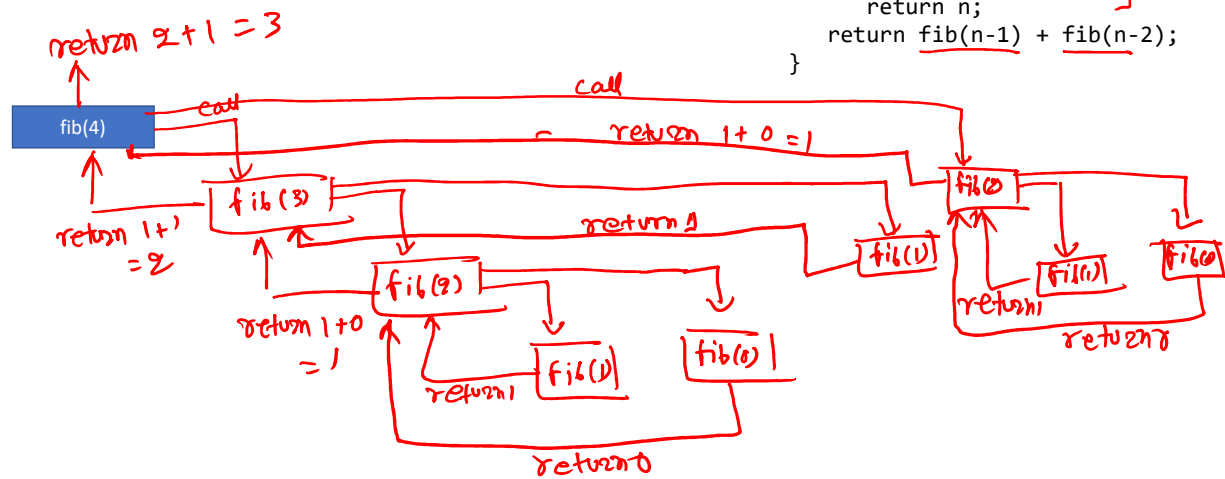 return n;
return fib(n-1) + fib(n-2);
}
return 2+1 = 3
call
call
fib(4)
return 1+0 =1
fib(3)
fib(2)
return 1+1
=2
return 1
fib(1)
fib(1)
fib(0)
fib(2)
return 1
return 1+0
=1
fib(1)
fib(0)
return 1
return 0